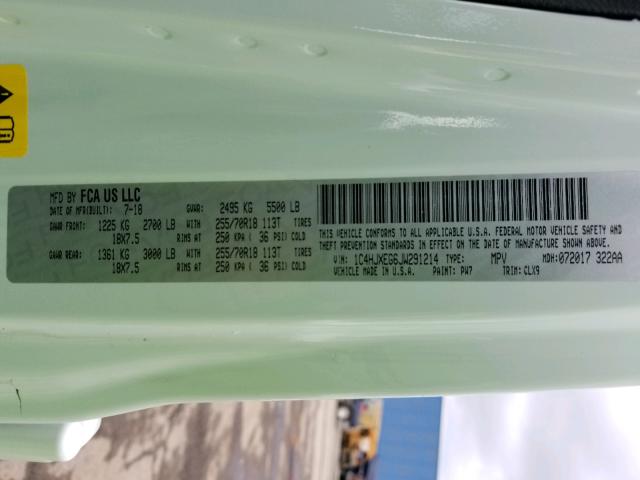 MFD BY FCA US LLC
DATE OF MFR(BUILT): 7-18 GVWR: 2495 KG 5500 LB
GAWR FRONT: 1225 KG 2700 LB WITH 255/70R18 113T TIRES
18X7.5 RIMS AT 250 KPA ( 36 PSI) COLD
GAWR REAR: 1361 KG 3000 LB WITH 255/70R18 113T TIRES
18X7.5 RIMS AT 250 KPA ( 36 PSI) COLD
THIS VEHICLE CONFORMS TO ALL APPLICABLE U.S.A. FEDERAL MOTOR VEHICLE SAFETY AND
THEFT PREVENTION STANDARDS IN EFFECT ON THE DATE OF MANUFACTURE SHOWN ABOVE.
VIN: 1C4HJXEG6JW291214 TYPE: MPV MDH: 072017 322AA
VEHICLE MADE IN U.S.A. PAINT: PW7 TRIM: CLX9